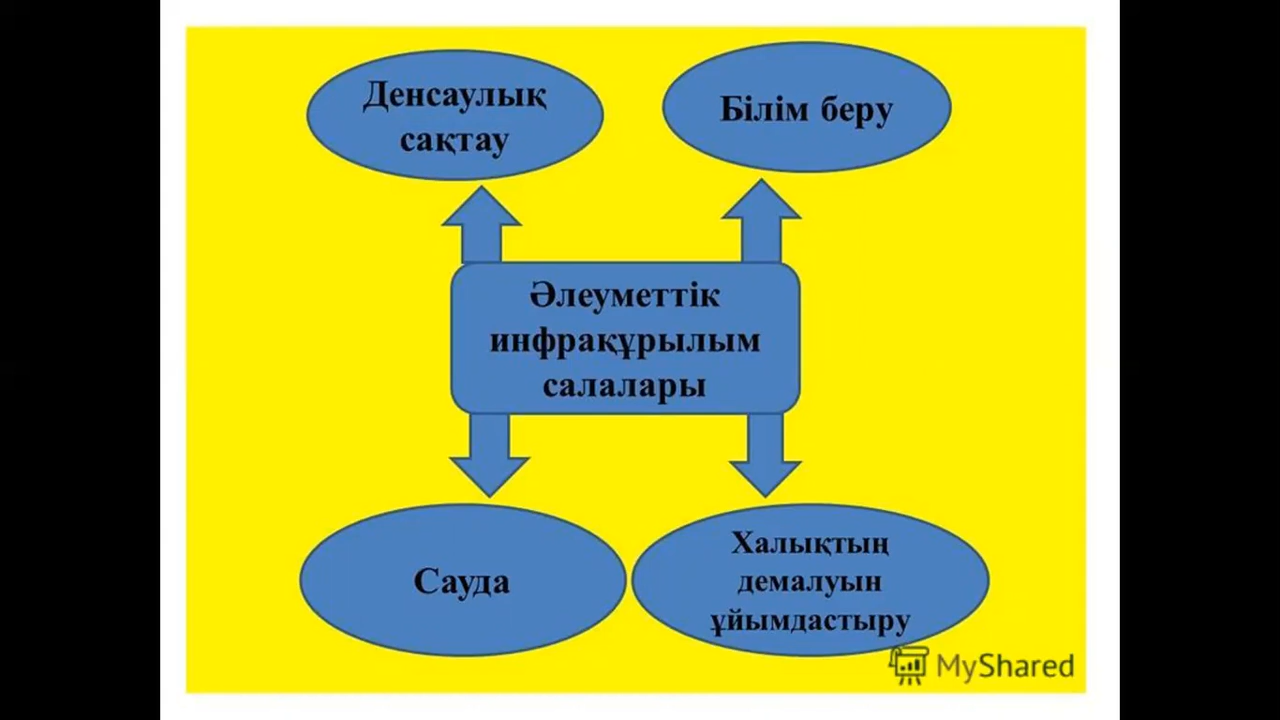 Денсаулық
сақтау
Білім беру
Әлеуметтік
инфрақұрылым
салалары
Сауда
Халықтың
демалуын
ұйымдастыру
MyShared